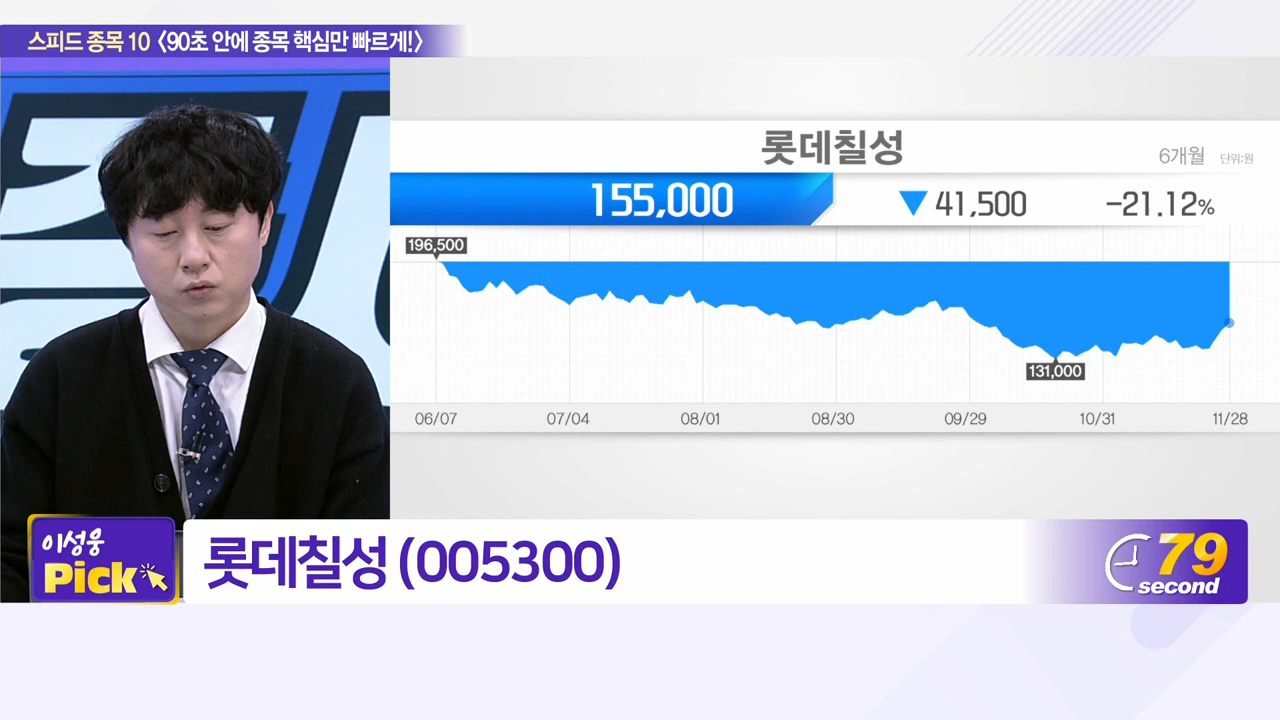 스피드 종목 10 〈90초 안에 종목 핵심만 빠르게!〉
롯데칠성
6개월 단위:원
155,000 ▼ 41,500 -21.12%
196,500
131,000
06/07 07/04 08/01 08/30 09/29 10/31 11/28
이성웅
Pick
롯데칠성 (005300)
79
second